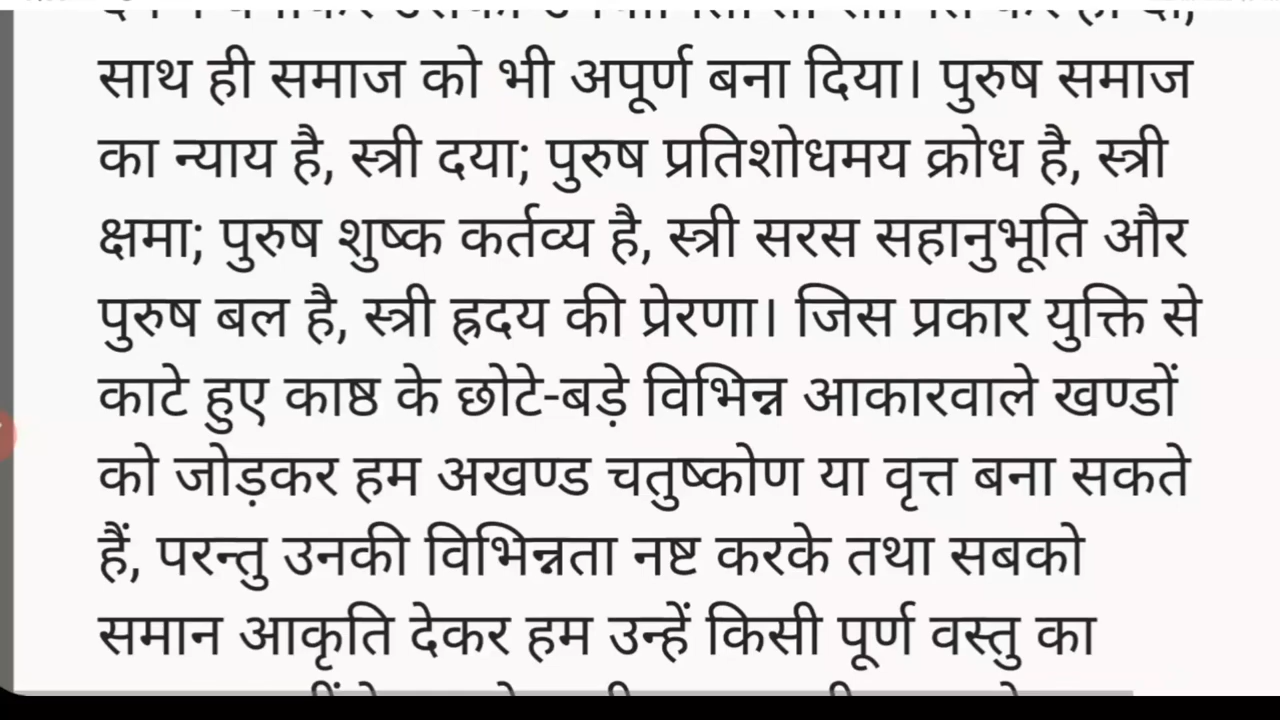 साथ ही समाज को भी अपूर्ण बना दिया। पुरुष समाज
का न्याय है, स्त्री दया; पुरुष प्रतिशोधमय क्रोध है, स्त्री
क्षमा; पुरुष शुष्क कर्तव्य है, स्त्री सरस सहानुभूति और
पुरुष बल है, स्त्री ह्रदय की प्रेरणा। जिस प्रकार युक्ति से
काटे हुए काष्ठ के छोटे-बड़े विभिन्न आकारवाले खण्डों
को जोड़कर हम अखण्ड चतुष्कोण या वृत्त बना सकते
हैं, परन्तु उनकी विभिन्नता नष्ट करके तथा सबको
समान आकृति देकर हम उन्हें किसी पूर्ण वस्तु का